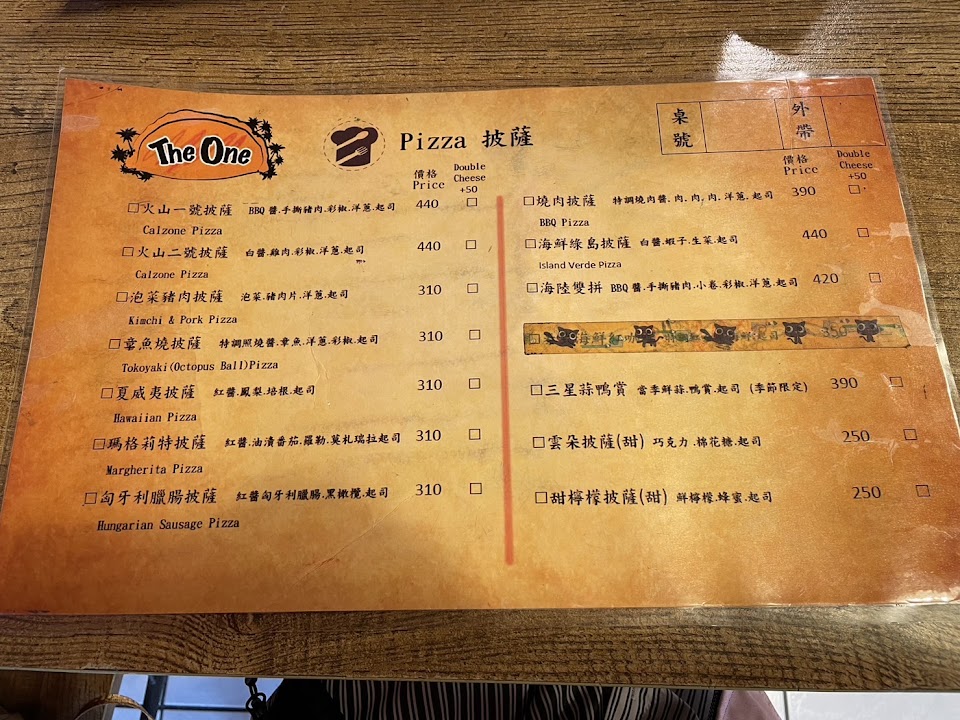 The One
Pizza 披薩
桌號
外帶
價格
Price
Double
Cheese
+50
□火山一號披薩 BBQ 醬.手撕豬肉.彩椒.洋蔥.起司 440 □
Calzone Pizza
□火山二號披薩 白醬.雞肉.彩椒.洋蔥.起司 440 □
Calzone Pizza
□泡菜豬肉披薩 泡菜.豬肉片.洋蔥.起司 310 □
Kimchi & Pork Pizza
□章魚燒披薩 特調照燒醬.章魚.洋蔥.彩椒.起司 310 □
Tokoyaki(Octopus Ball)Pizza
□夏威夷披薩 紅醬.鳳梨.培根.起司 310 □
Hawaiian Pizza
□瑪格莉特披薩 紅醬.油漬番茄.羅勒.莫札瑞拉起司 310 □
Margherita Pizza
□匈牙利臘腸披薩 紅醬匈牙利臘腸.黑橄欖.起司 310 □
Hungarian Sausage Pizza
價格
Price
Double
Cheese
+50
□燒肉披薩 特調燒肉醬.肉.肉.肉.洋蔥.起司 390 □
BBQ Pizza
□海鮮綠島披薩 白醬.蝦子.生菜.起司 440 □
Island Verde Pizza
□海陸雙拼 BBQ 醬.手撕豬肉.小卷.彩椒.洋蔥.起司 420 □
海鮮紅 起司 350
□三星蒜鴨賞 當季鮮蒜.鴨賞.起司 (季節限定) 390 □
□雲朵披薩(甜) 巧克力.棉花糖.起司 250 □
□甜檸檬披薩(甜) 鮮檸檬.蜂蜜.起司 250 □